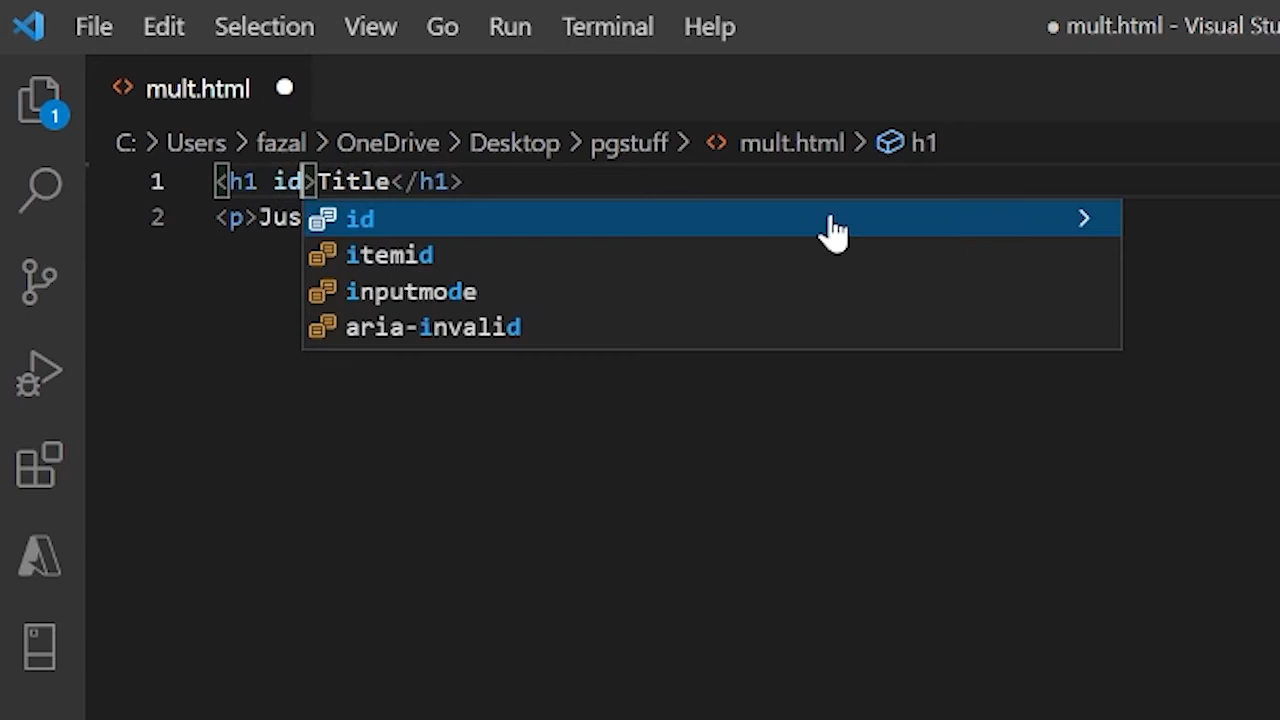 File Edit Selection View Go Run Terminal Help ● mult.html - Visual Stu
<> mult.html ●
1
C: > Users > fazal > OneDrive > Desktop > pgstuff > <> mult.html > h1
1 <h1 id>Title</h1>
2 <p>Jus
id
itemid
inputmode
aria-invalid